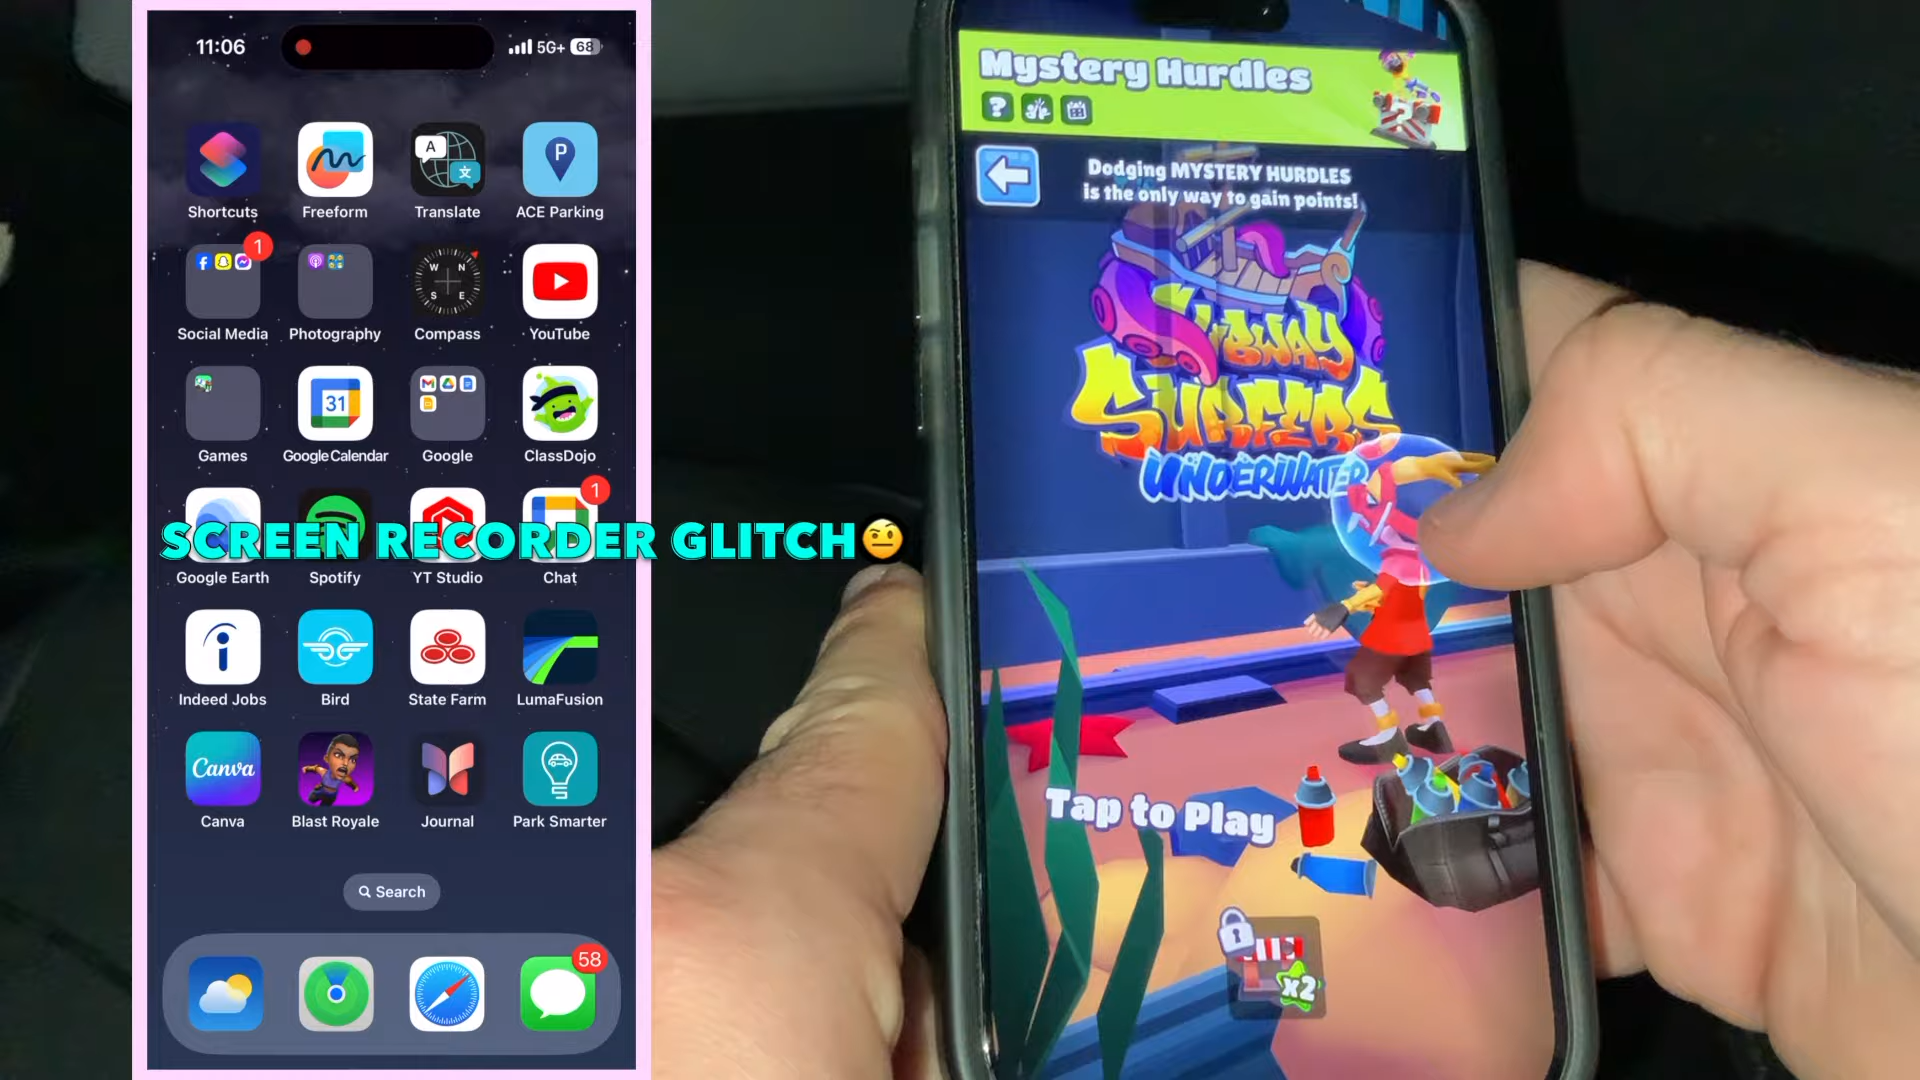 11:06
5G+ 68
Shortcuts
Freeform
A
文
Translate
P
ACE Parking
1
Social Media
Photography
W N
S E
Compass
YouTube
Games
31
Google Calendar
Google
ClassDojo
1
SCREEN RECORDER GLITCH🤨
Google Earth
Spotify
YT Studio
Chat
Indeed Jobs
Bird
State Farm
LumaFusion
Canva
Canva
Blast Royale
Journal
Park Smarter
Search
58
Mystery Hurdles
?
?
Dodging MYSTERY HURDLES
is the only way to gain points!
SUBWAY
SURFERS
UNDERWATER
Tap to Play
x2